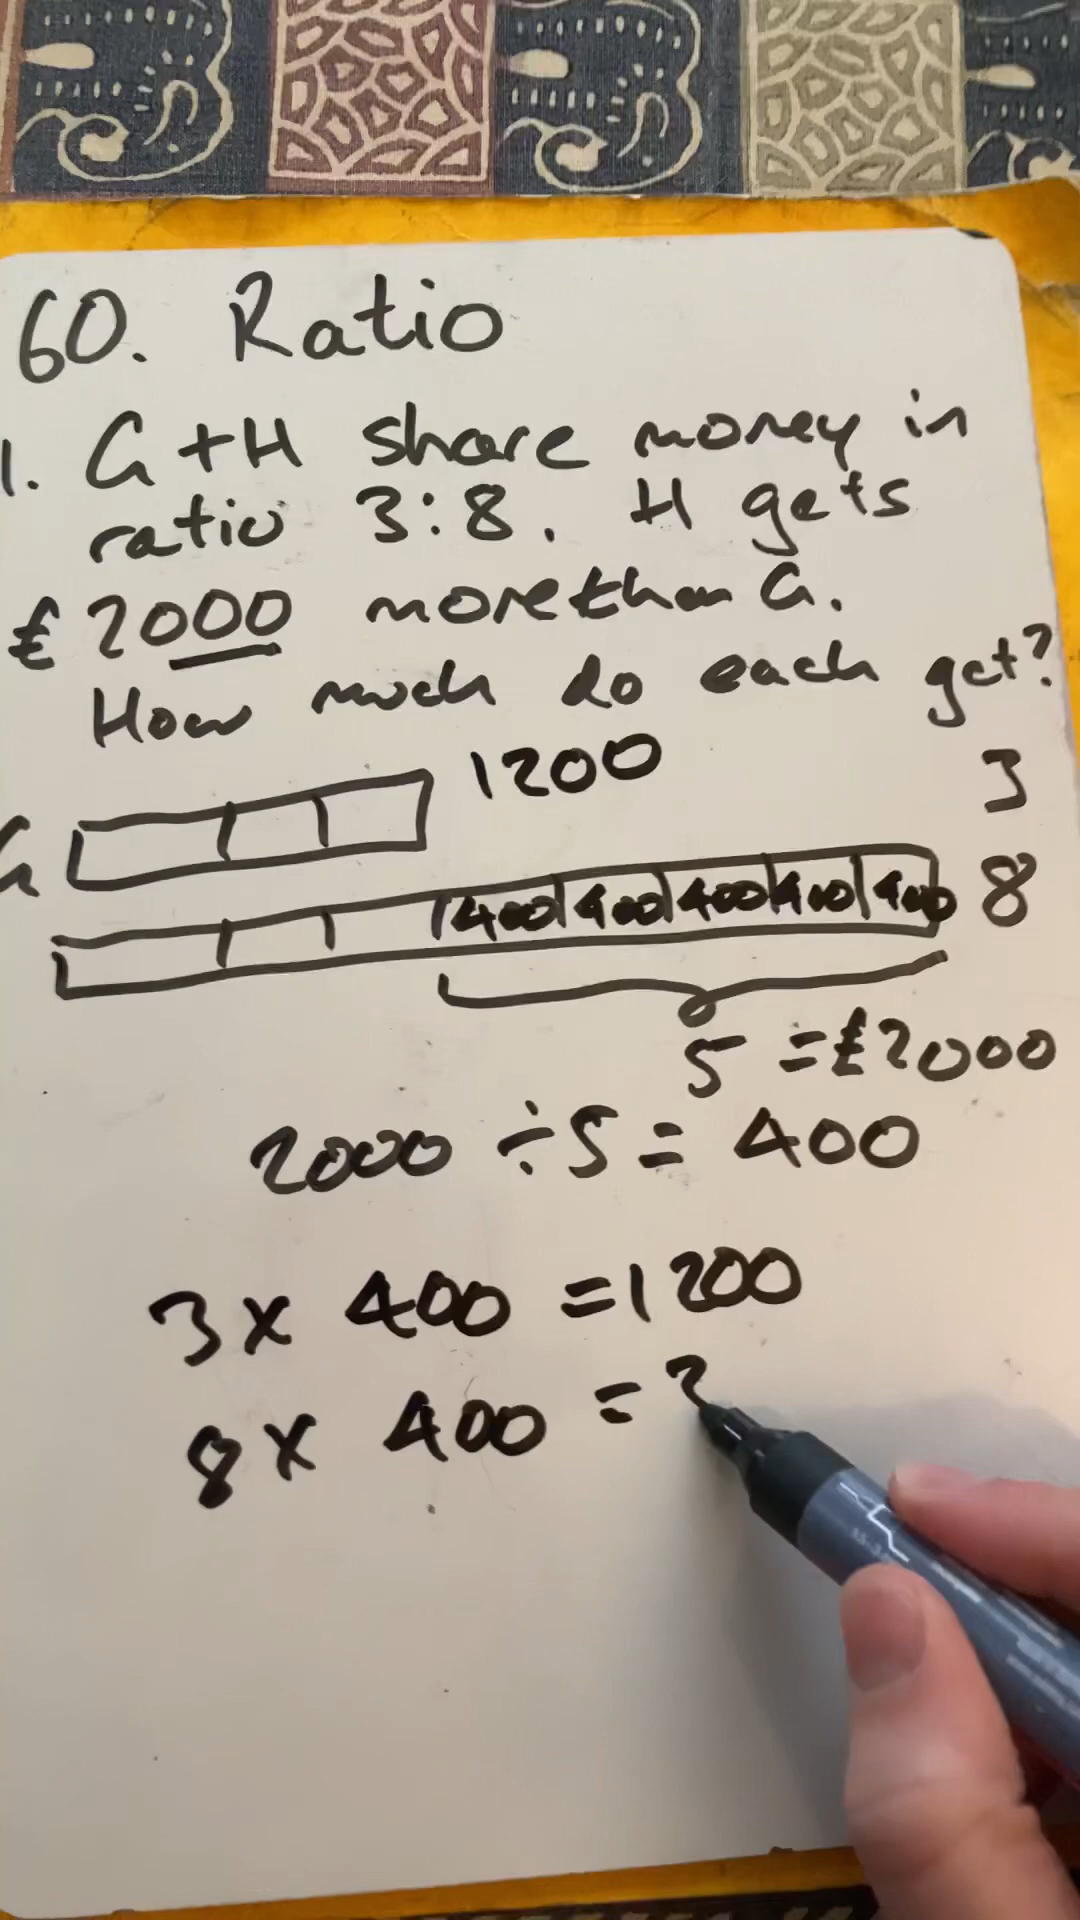 60. Ratio
1. G + H share money in
ratio 3:8. H gets
£2000 more than G.
How much do each get?
1200
3
G
400 400 400 400 400
8
5 = £2000
2000 ÷ 5 = 400
3 x 400 = 1200
8 x 400 =